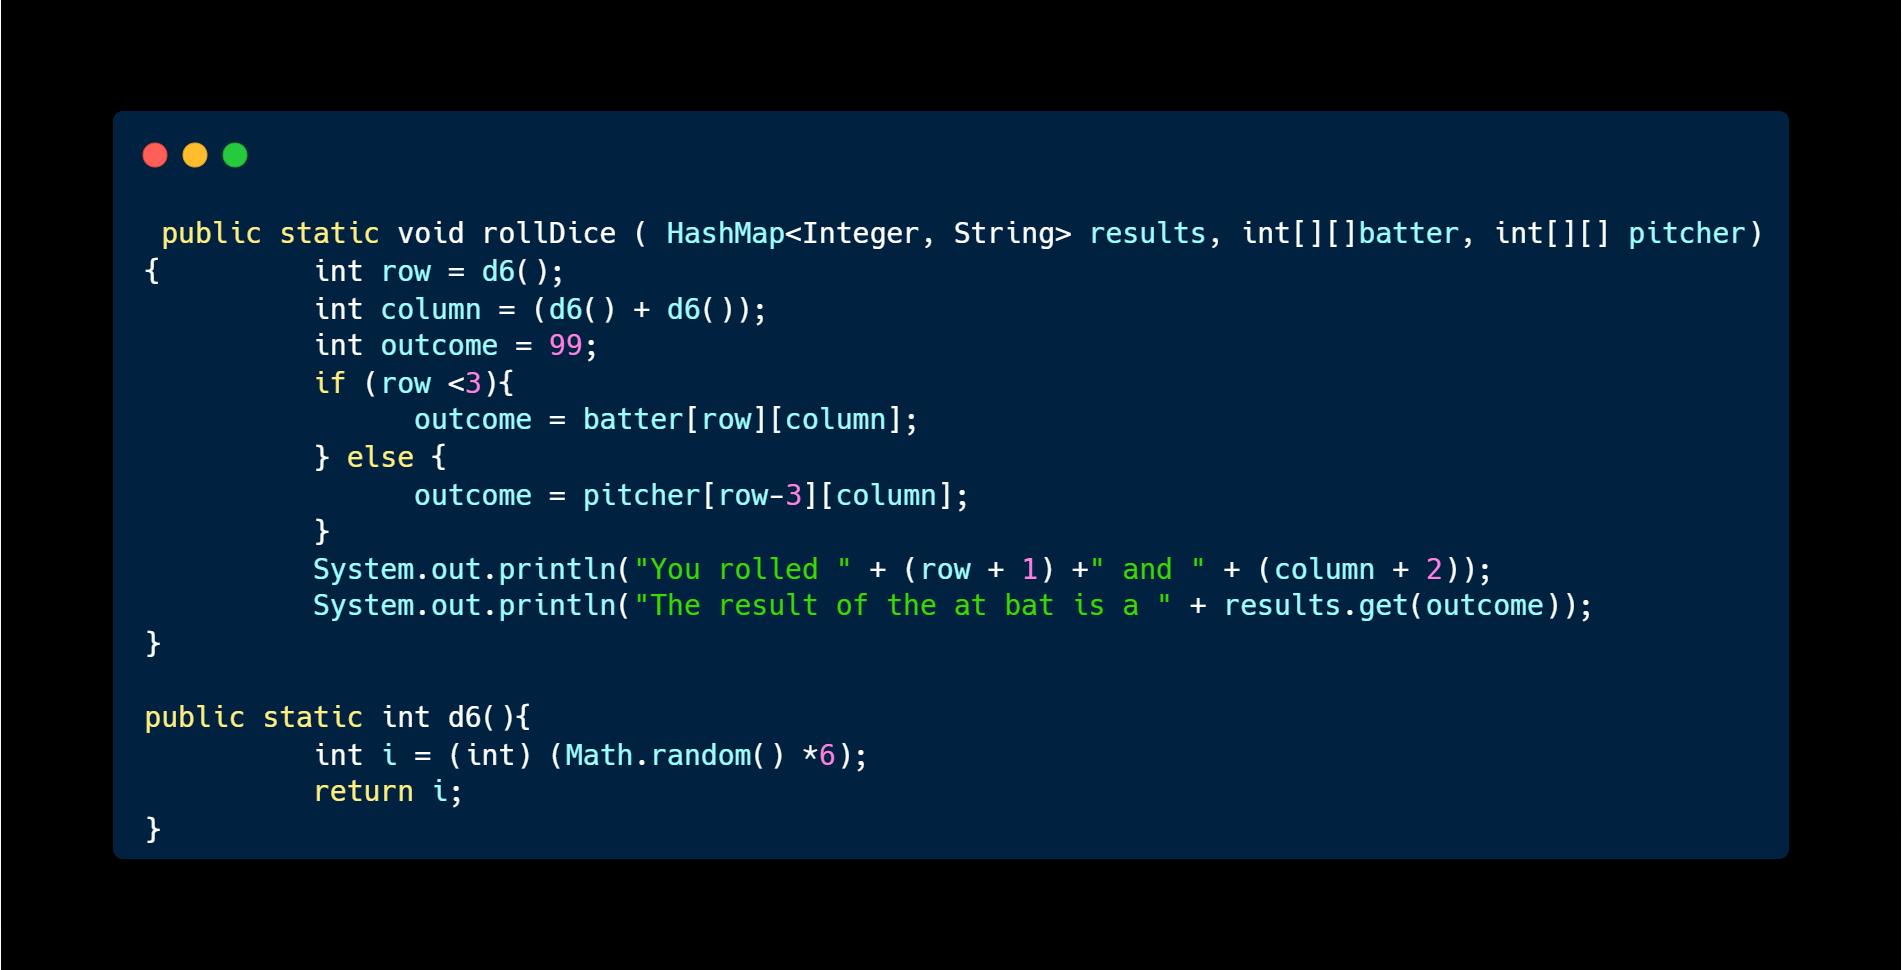 public static void rollDice ( HashMap<Integer, String> results, int[][]batter, int[][] pitcher)
{         int row = d6();
          int column = (d6() + d6());
          int outcome = 99;
          if (row <3){
                outcome = batter[row][column];
          } else {
                outcome = pitcher[row-3][column];
          }
          System.out.println("You rolled " + (row + 1) +" and " + (column + 2));
          System.out.println("The result of the at bat is a " + results.get(outcome));
}

public static int d6(){
          int i = (int) (Math.random() *6);
          return i;
}